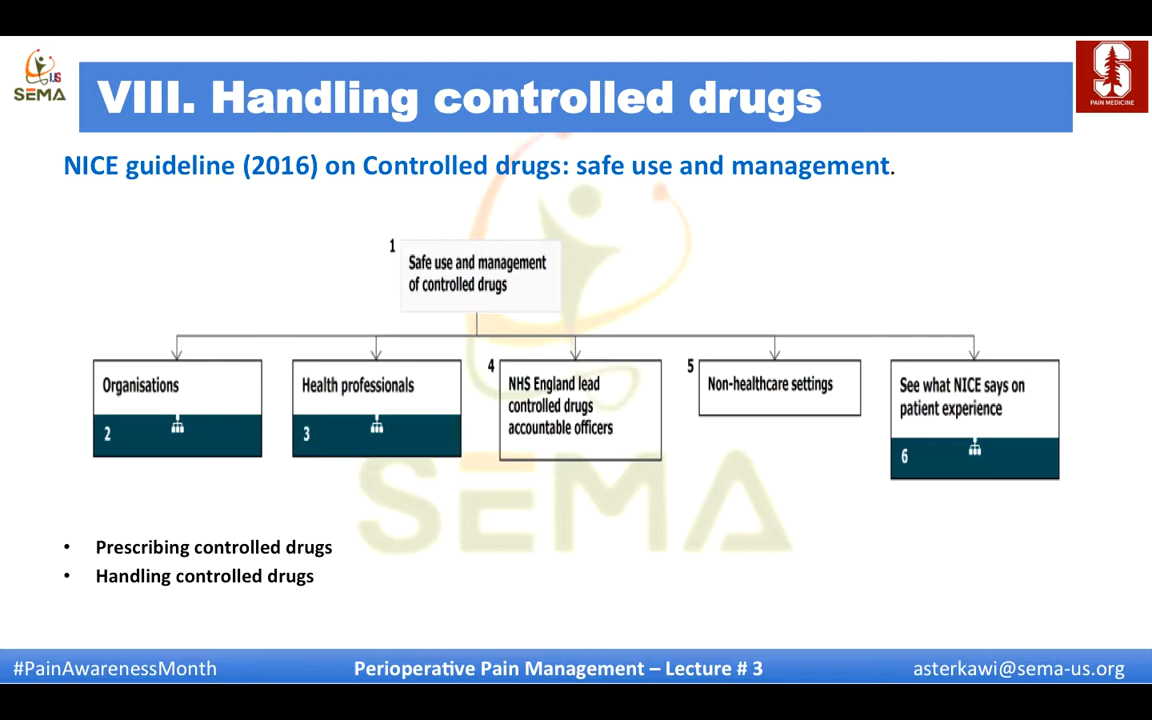 US
SEMA
VIII. Handling controlled drugs
S
PAIN MEDICINE
NICE guideline (2016) on Controlled drugs: safe use and management.
1
Safe use and management
of controlled drugs
Organisations
2
Health professionals
3
4
NHS England lead
controlled drugs
accountable officers
5
Non-healthcare settings
See what NICE says on
patient experience
6
SEMA
• Prescribing controlled drugs
• Handling controlled drugs
#PainAwarenessMonth
Perioperative Pain Management – Lecture # 3
asterkawi@sema-us.org